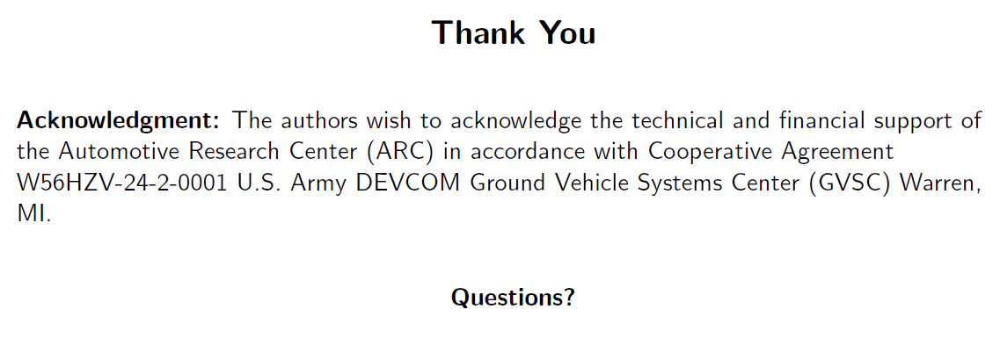 Thank You
Acknowledgment: The authors wish to acknowledge the technical and financial support of
the Automotive Research Center (ARC) in accordance with Cooperative Agreement
W56HZV-24-2-0001 U.S. Army DEVCOM Ground Vehicle Systems Center (GVSC) Warren,
MI.
Questions?